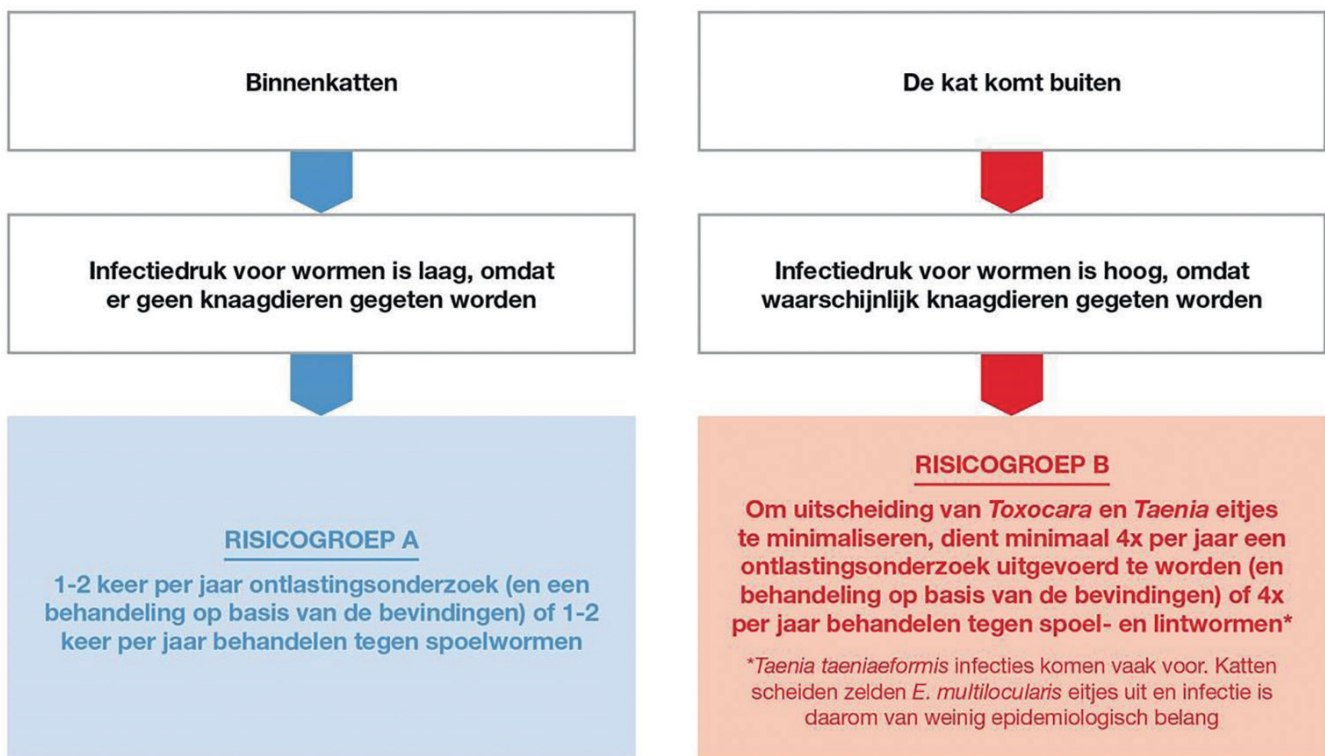 Binnenkatten
Infectiedruk voor wormen is laag, omdat
er geen knaagdieren gegeten worden
RISICOGROEP A
1-2 keer per jaar ontlastingsonderzoek (en een
behandeling op basis van de bevindingen) of 1-2
keer per jaar behandelen tegen spoelwormen
De kat komt buiten
Infectiedruk voor wormen is hoog, omdat
waarschijnlijk knaagdieren gegeten worden
RISICOGROEP B
Om uitscheiding van Toxocara en Taenia eitjes
te minimaliseren, dient minimaal 4x per jaar een
ontlastingsonderzoek uitgevoerd te worden (en
behandeling op basis van de bevindingen) of 4x
per jaar behandelen tegen spoel- en lintwormen*
*Taenia taeniaeformis infecties komen vaak voor. Katten
scheiden zelden E. multilocularis eitjes uit en infectie is
daarom van weinig epidemiologisch belang